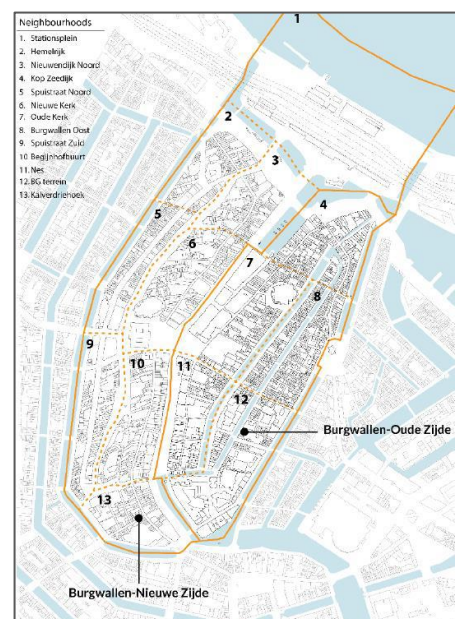 Neighbourhoods
1. Stationsplein
2. Hemelrijk
3. Nieuwendijk Noord
4. Kop Zeedijk
5 Spuistraat Noord
6. Nieuwe Kerk
7. Oude Kerk
8. Burgwallen Oost
9. Spuistraat Zuid
10 Begijnhofbuurt
11. Nes
12. BG terrein
13. Kalverdriehoek
1
2
3
4
5
6
7
8
9
10
11
12
Burgwallen-Oude Zijde
13
Burgwallen-Nieuwe Zijde